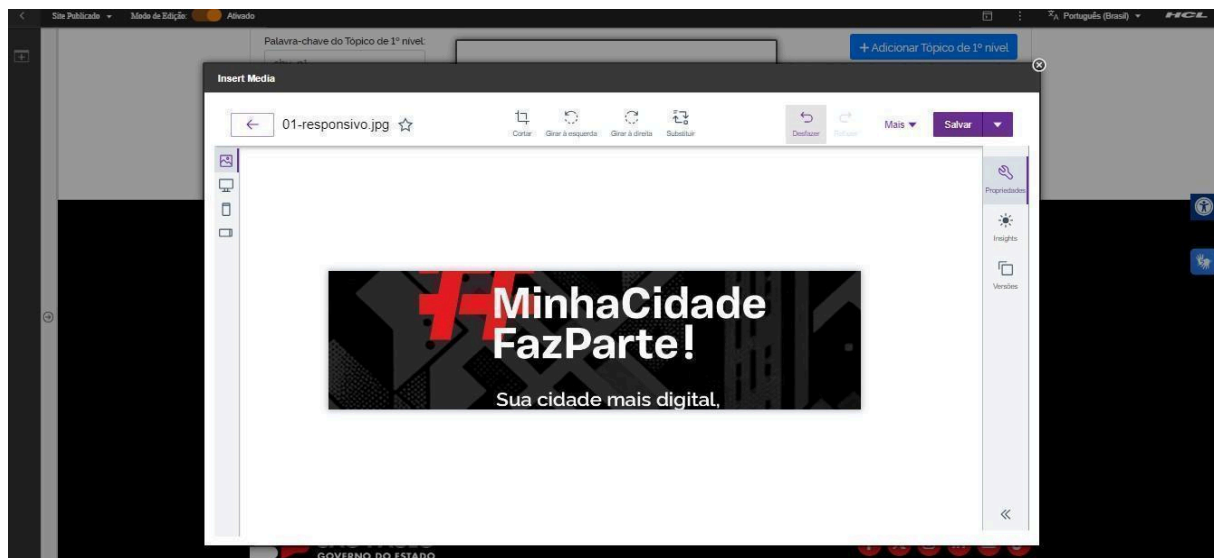 Site Publicado
Modo de Edição:
Ativado
Português (Brasil)
HCL
Palavra-chave do Tópico de 1º nível:
+ Adicionar Tópico de 1º nível
Insert Media
01-responsivo.jpg
Cortar
Girar à esquerda
Girar à direita
Substituir
Desfazer
Refazer
Mais
Salvar
Propriedades
Insights
Versões
#MinhaCidade
FazParte!
Sua cidade mais digital,
GOVERNO DO ESTADO